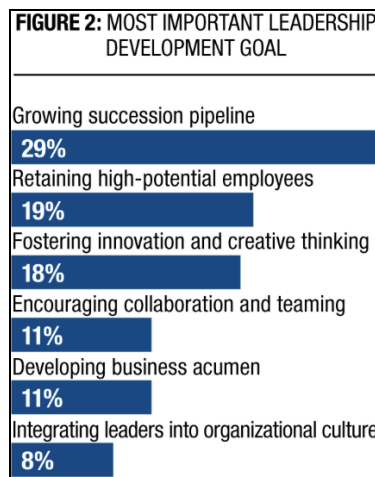 FIGURE 2: MOST IMPORTANT LEADERSHIP
DEVELOPMENT GOAL
Growing succession pipeline
29%
Retaining high-potential employees
19%
Fostering innovation and creative thinking
18%
Encouraging collaboration and teaming
11%
Developing business acumen
11%
Integrating leaders into organizational culture
8%